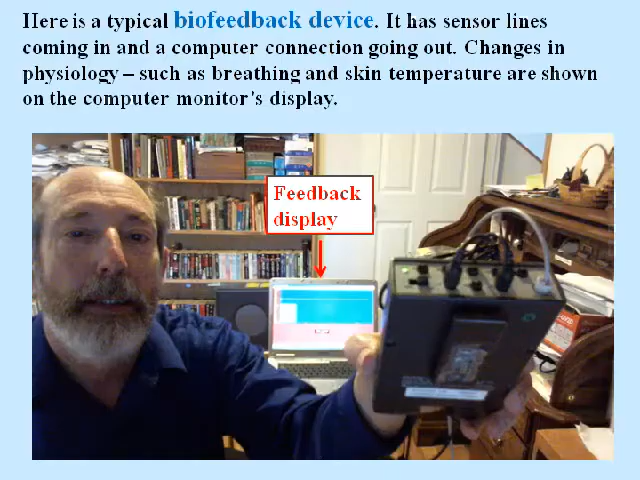 Here is a typical biofeedback device. It has sensor lines
coming in and a computer connection going out. Changes in
physiology – such as breathing and skin temperature are shown
on the computer monitor's display.
Feedback
display